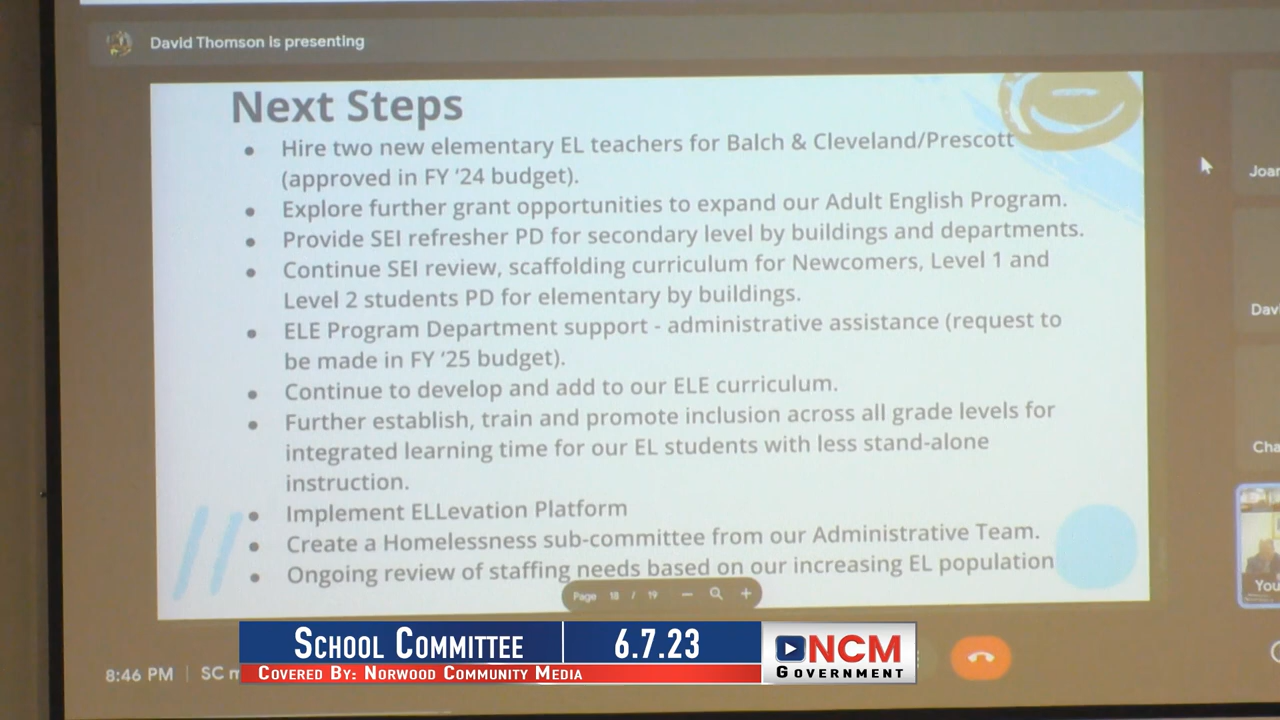 David Thomson is presenting
Next Steps
● Hire two new elementary EL teachers for Balch & Cleveland/Prescott
(approved in FY ‘24 budget).
● Explore further grant opportunities to expand our Adult English Program.
● Provide SEI refresher PD for secondary level by buildings and departments.
● Continue SEI review, scaffolding curriculum for Newcomers, Level 1 and
Level 2 students PD for elementary by buildings.
● ELE Program Department support - administrative assistance (request to
be made in FY ‘25 budget).
● Continue to develop and add to our ELE curriculum.
● Further establish, train and promote inclusion across all grade levels for
integrated learning time for our EL students with less stand-alone
instruction.
● Implement ELLevation Platform
● Create a Homelessness sub-committee from our Administrative Team.
● Ongoing review of staffing needs based on our increasing EL population
Page 18 / 19
Joan
Dav
Cha
You
8:46 PM | SC m
School Committee 6.7.23
Covered By: Norwood Community Media
NCM
Government